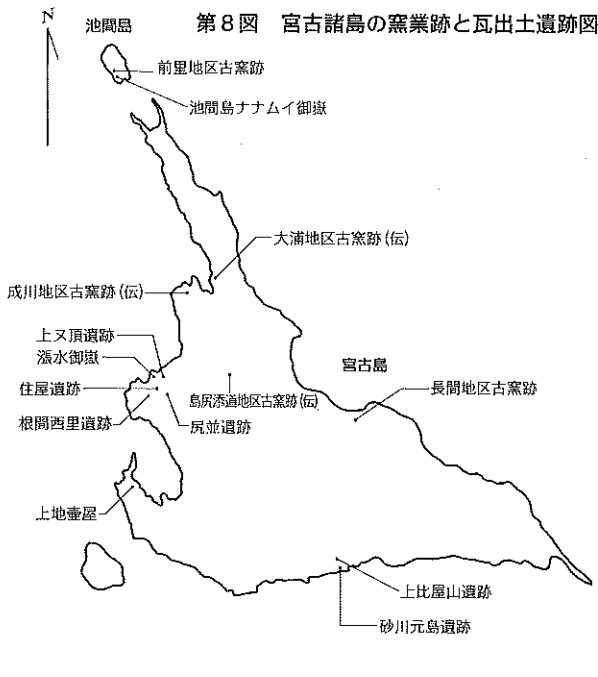 第8図 宮古諸島の窯業跡と瓦出土遺跡図
N
池間島
前里地区古窯跡
池間島ナナムイ御嶽
大浦地区古窯跡(伝)
成川地区古窯跡(伝)
上ヌ頂遺跡
漲水御嶽
宮古島
住屋遺跡
長間地区古窯跡
島尻添道地区古窯跡(伝)
根間西里遺跡
尻並遺跡
上地壷屋
上比屋山遺跡
砂川元島遺跡